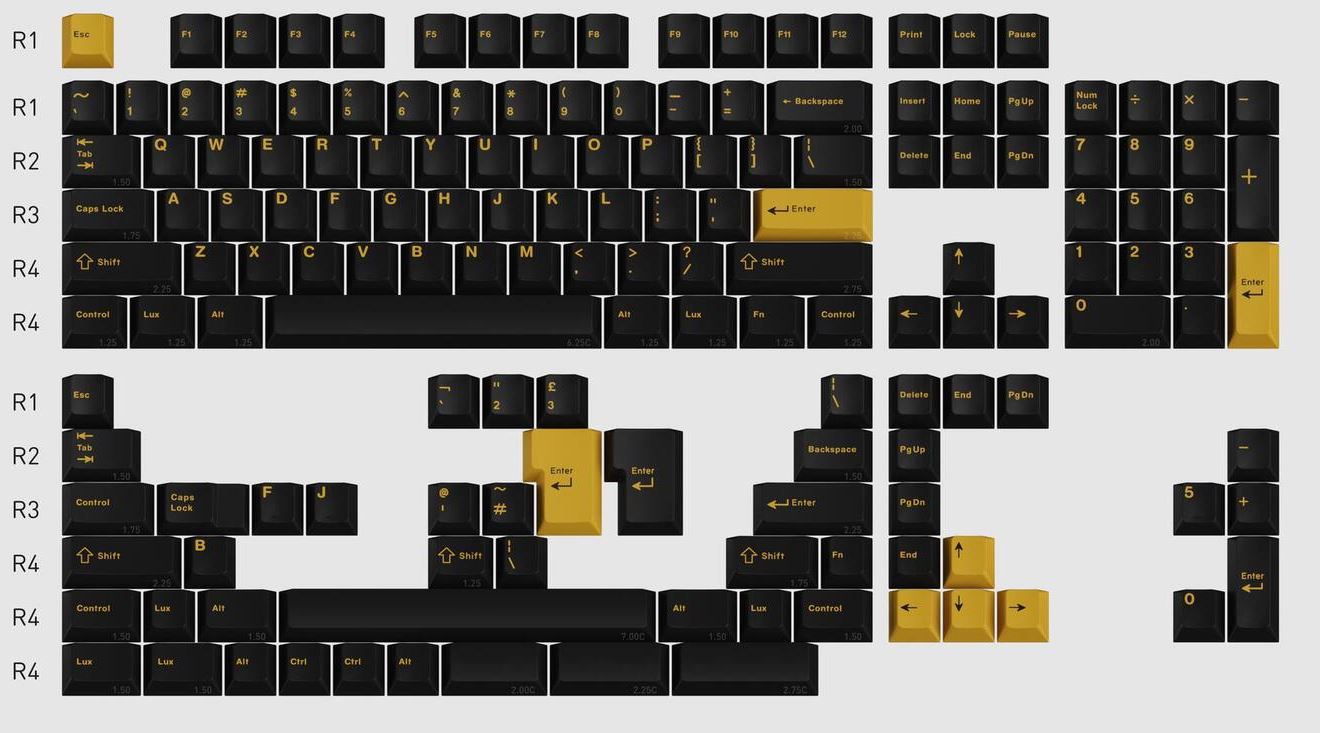 R1 Esc F1 F2 F3 F4 F5 F6 F7 F8 F9 F10 F11 F12 Print Lock Pause
~ ! @ # $ % ^ & * ( ) — + Num
R1 ` 1 2 3 4 5 6 7 8 9 0 - = ← Backspace Insert Home PgUp Lock ÷ × −
2.00
R2 ⇤ Tab ⇥ Q W E R T Y U I O P { [ } ] ¦ \ Delete End PgDn 7 8 9 +
1.50 1.50
R3 Caps Lock A S D F G H J K L : ; " ' ↵ Enter 4 5 6
1.75 2.25
R4 ⇧ Shift Z X C V B N M < , > . ? / ⇧ Shift ↑ 1 2 3 Enter ↵
2.25 2.75
R4 Control Lux Alt Alt Lux Fn Control ← ↓ → 0 .
1.25 1.25 1.25 6.25C 1.25 1.25 1.25 1.25 2.00
R1 Esc ¬ ` " 2 £ 3 ¦ \ Delete End PgDn
R2 ⇤ Tab ⇥ Enter ↵ Enter ↵ Backspace PgUp −
1.50 1.50
R3 Control Caps Lock F J @ ' ~ # ↵ Enter PgDn 5 +
1.75 2.25
R4 ⇧ Shift B ⇧ Shift ¦ \ ⇧ Shift Fn End ↑ Enter ↵
2.25 1.25 1.75
R4 Control Lux Alt Alt Lux Control ← ↓ → 0
1.50 1.50 7.00C 1.50 1.50
R4 Lux Lux Alt Ctrl Ctrl Alt
1.50 1.50 2.00C 2.25C 2.75C